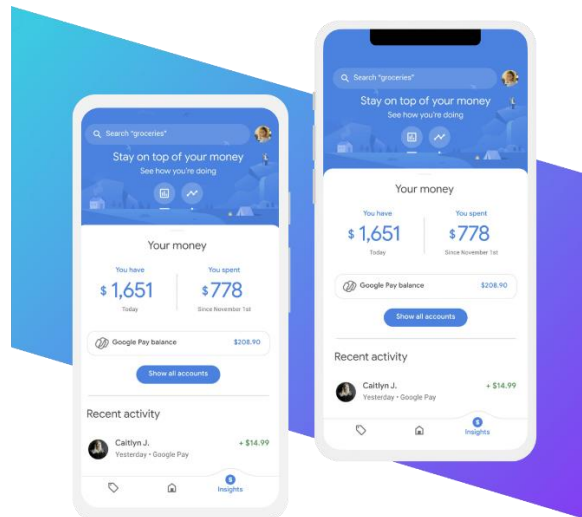 Search "groceries"
Stay on top of your money
See how you're doing
Your money
You have
You spent
$1,651
$778
Today
Since November 1st
Google Pay balance
$208.90
Show all accounts
Recent activity
Caitlyn J.
+ $14.99
Yesterday • Google Pay
Insights
Search "groceries"
Stay on top of your money
See how you're doing
Your money
You have
You spent
$1,651
$778
Today
Since November 1st
Google Pay balance
$208.90
Show all accounts
Recent activity
Caitlyn J.
+ $14.99
Yesterday • Google Pay
Insights